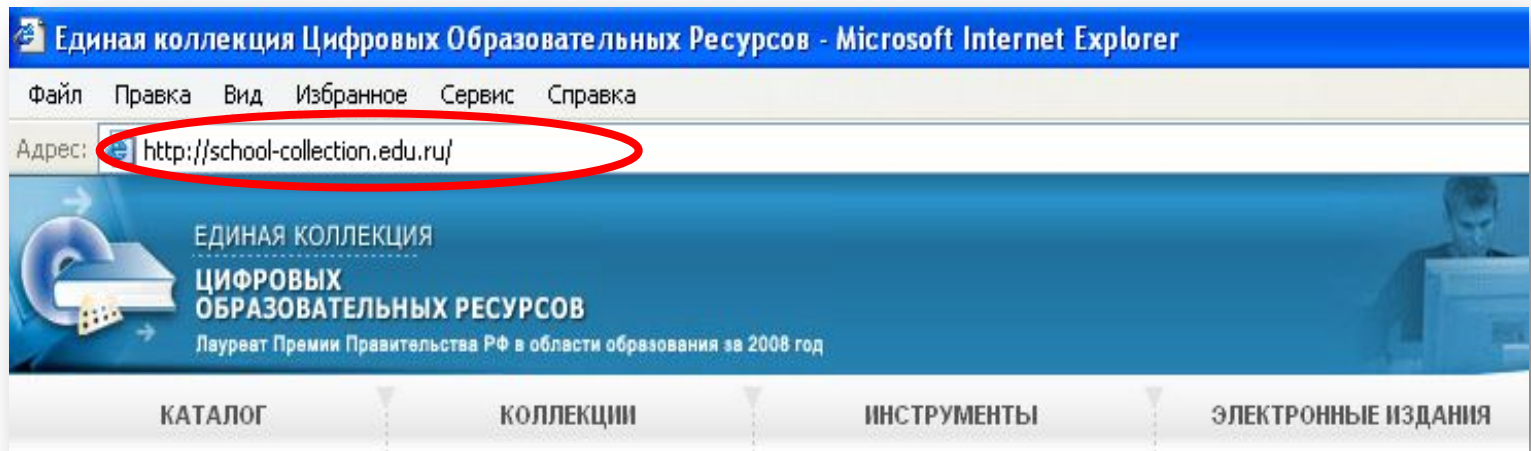 Единая коллекция Цифровых Образовательных Ресурсов - Microsoft Internet Explorer
Файл Правка Вид Избранное Сервис Справка
Адрес: http://school-collection.edu.ru/
ЕДИНАЯ КОЛЛЕКЦИЯ
ЦИФРОВЫХ
ОБРАЗОВАТЕЛЬНЫХ РЕСУРСОВ
Лауреат Премии Правительства РФ в области образования за 2008 год
КАТАЛОГ КОЛЛЕКЦИИ ИНСТРУМЕНТЫ ЭЛЕКТРОННЫЕ ИЗДАНИЯ